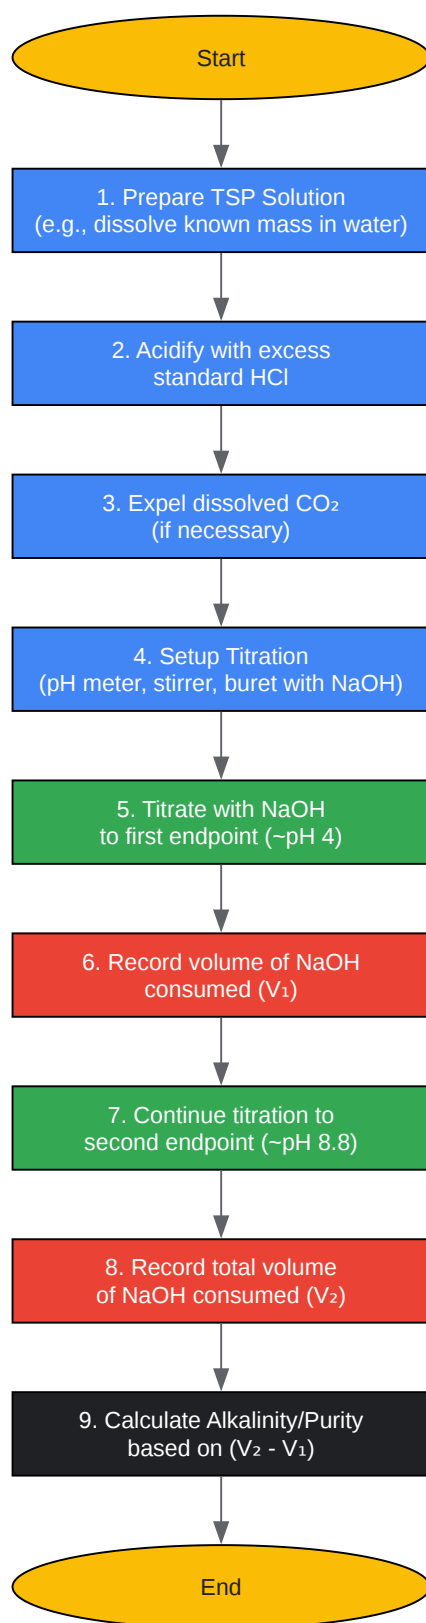 Start
1. Prepare TSP Solution
(e.g., dissolve known mass in water)
2. Acidify with excess
standard HCl
3. Expel dissolved CO₂
(if necessary)
4. Setup Titration
(pH meter, stirrer, buret with NaOH)
5. Titrate with NaOH
to first endpoint (~pH 4)
6. Record volume of NaOH
consumed (V₁)
7. Continue titration to
second endpoint (~pH 8.8)
8. Record total volume
of NaOH consumed (V₂)
9. Calculate Alkalinity/Purity
based on (V₂ - V₁)
End